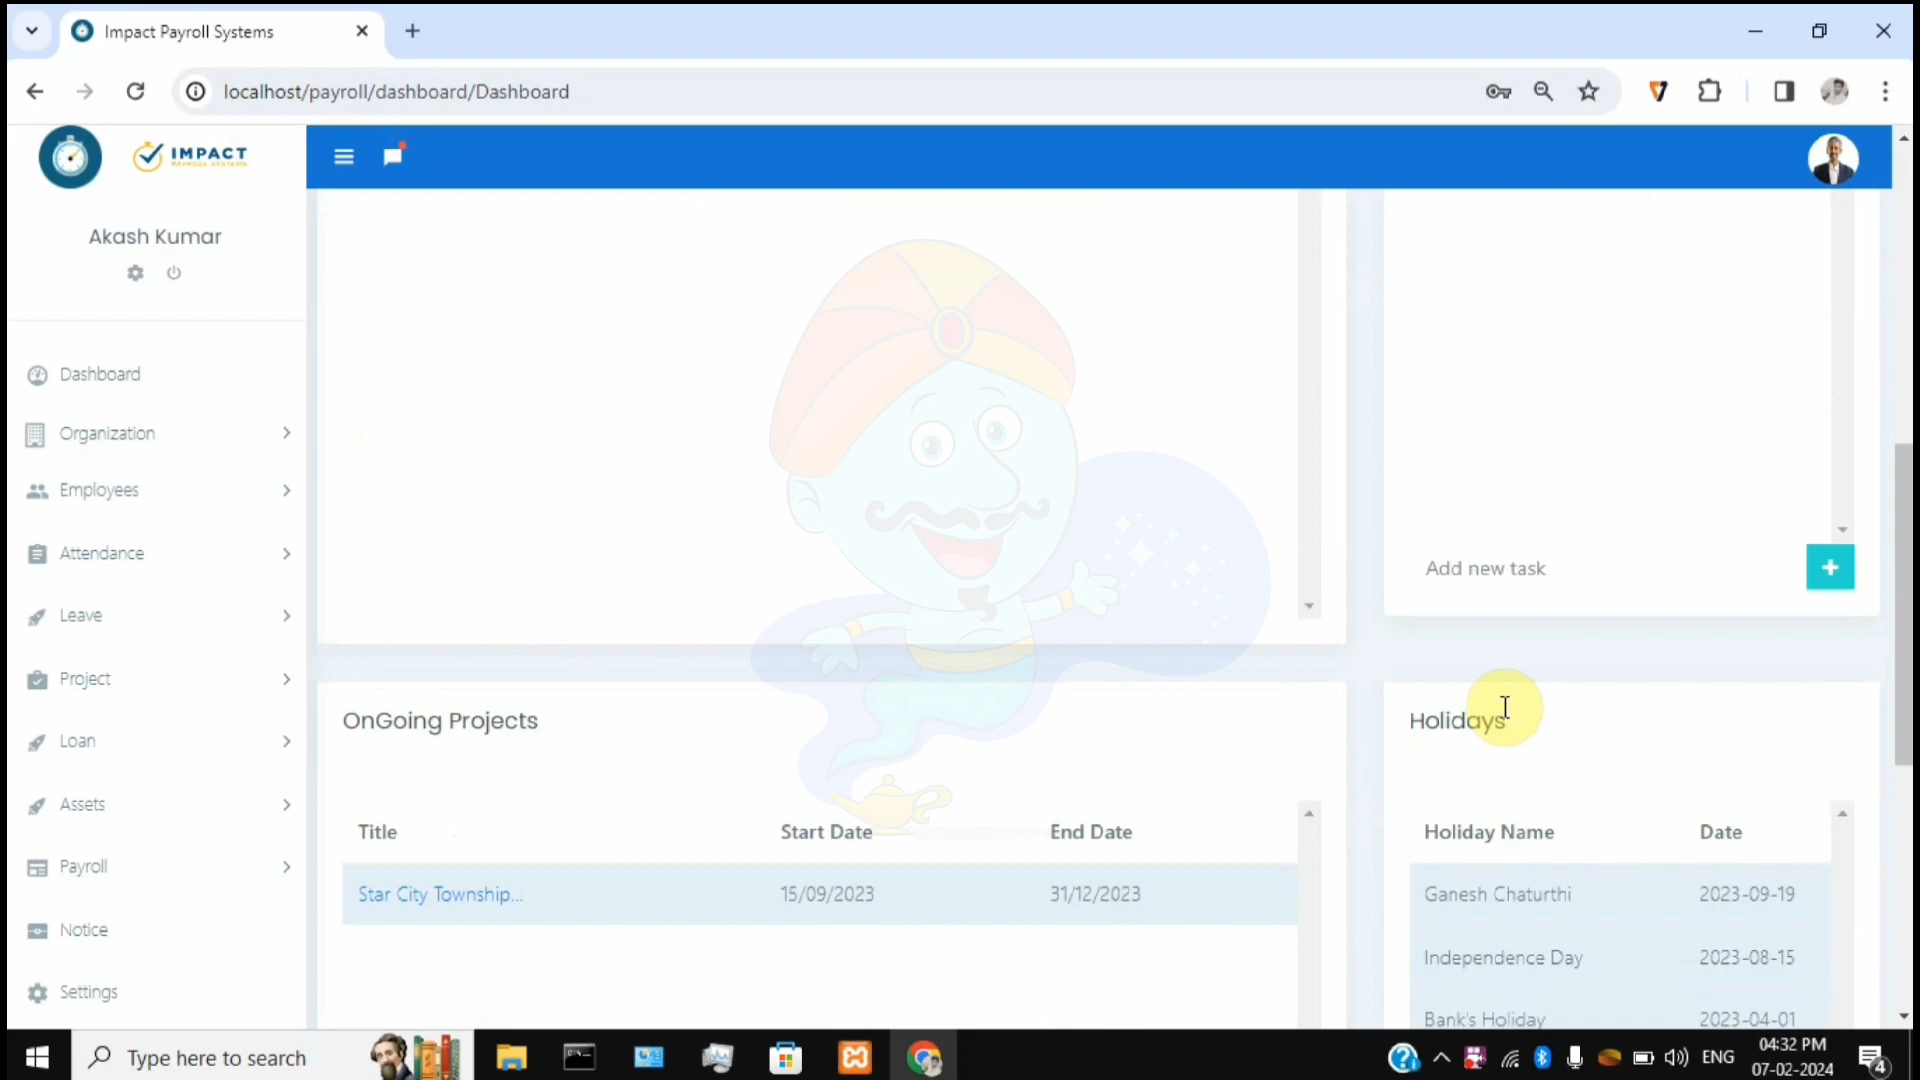 Impact Payroll Systems
localhost/payroll/dashboard/Dashboard
IMPACT
PAYROLL SYSTEMS
Akash Kumar
Dashboard
Organization
Employees
Attendance
Leave
Project
Loan
Assets
Payroll
Notice
Settings
Add new task
OnGoing Projects
Title Start Date End Date
Star City Township... 15/09/2023 31/12/2023
Holidays
Holiday Name Date
Ganesh Chaturthi 2023-09-19
Independence Day 2023-08-15
Bank's Holiday 2023-04-01
Type here to search
ENG
04:32 PM
07-02-2024
4